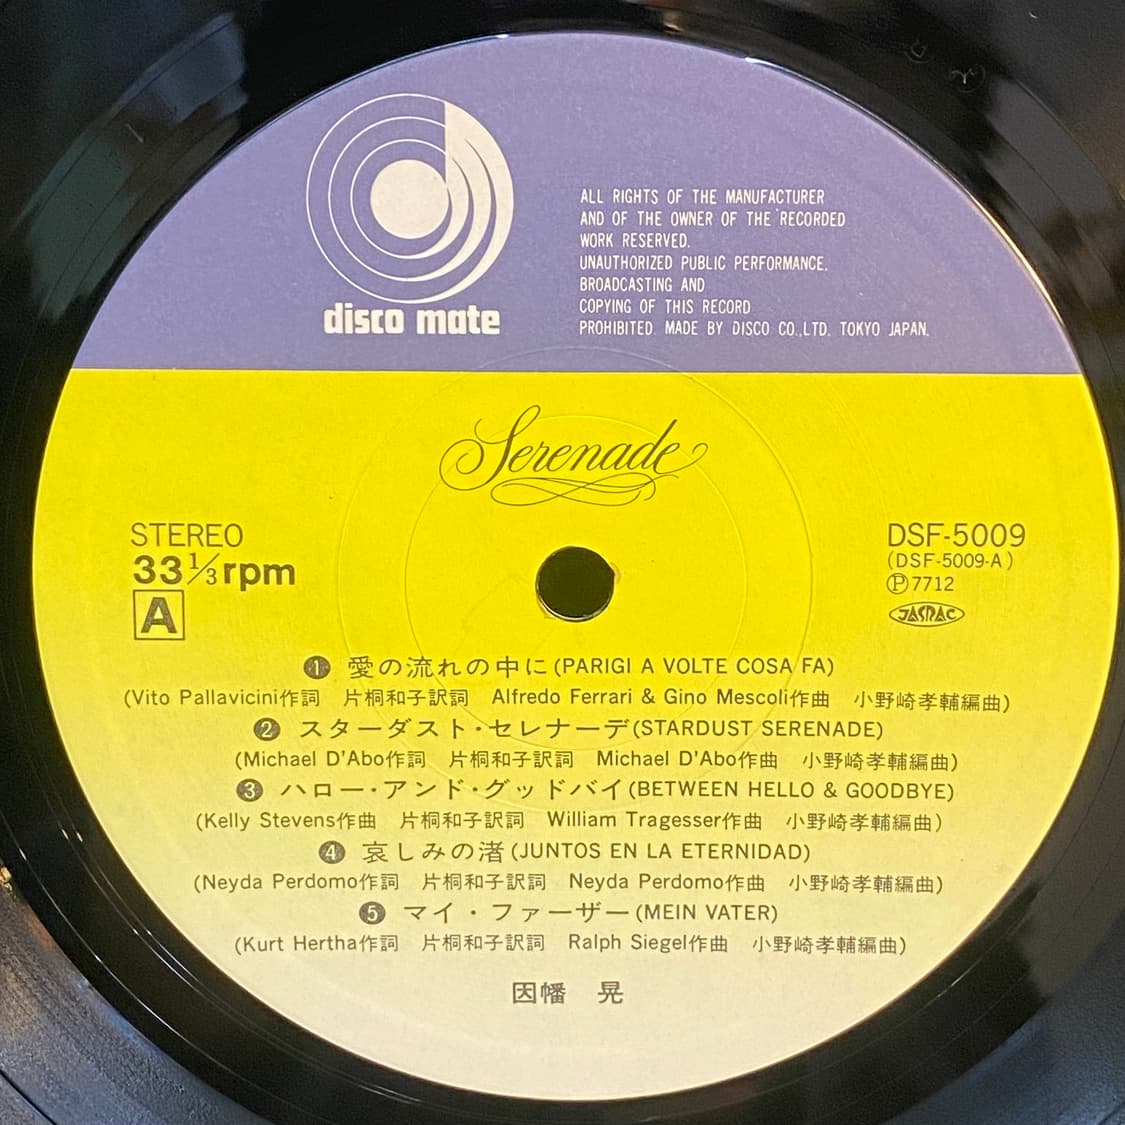 disco mate
ALL RIGHTS OF THE MANUFACTURER
AND OF THE OWNER OF THE RECORDED
WORK RESERVED.
UNAUTHORIZED PUBLIC PERFORMANCE,
BROADCASTING AND
COPYING OF THIS RECORD
PROHIBITED. MADE BY DISCO CO.,LTD. TOKYO JAPAN.
Serenade
STEREO
33 1/3 rpm
A
DSF-5009
(DSF-5009-A)
Ⓟ7712
JASRAC
❶ 愛の流れの中に(PARIGI A VOLTE COSA FA)
(Vito Pallavicini作詞 片桐和子訳詞 Alfredo Ferrari & Gino Mescoli作曲 小野崎孝輔編曲)
❷ スターダスト・セレナーデ(STARDUST SERENADE)
(Michael D'Abo作詞 片桐和子訳詞 Michael D'Abo作曲 小野崎孝輔編曲)
❸ ハロー・アンド・グッドバイ(BETWEEN HELLO & GOODBYE)
(Kelly Stevens作曲 片桐和子訳詞 William Tragesser作曲 小野崎孝輔編曲)
❹ 哀しみの渚(JUNTOS EN LA ETERNIDAD)
(Neyda Perdomo作詞 片桐和子訳詞 Neyda Perdomo作曲 小野崎孝輔編曲)
❺ マイ・ファーザー(MEIN VATER)
(Kurt Hertha作詞 片桐和子訳詞 Ralph Siegel作曲 小野崎孝輔編曲)
因幡 晃